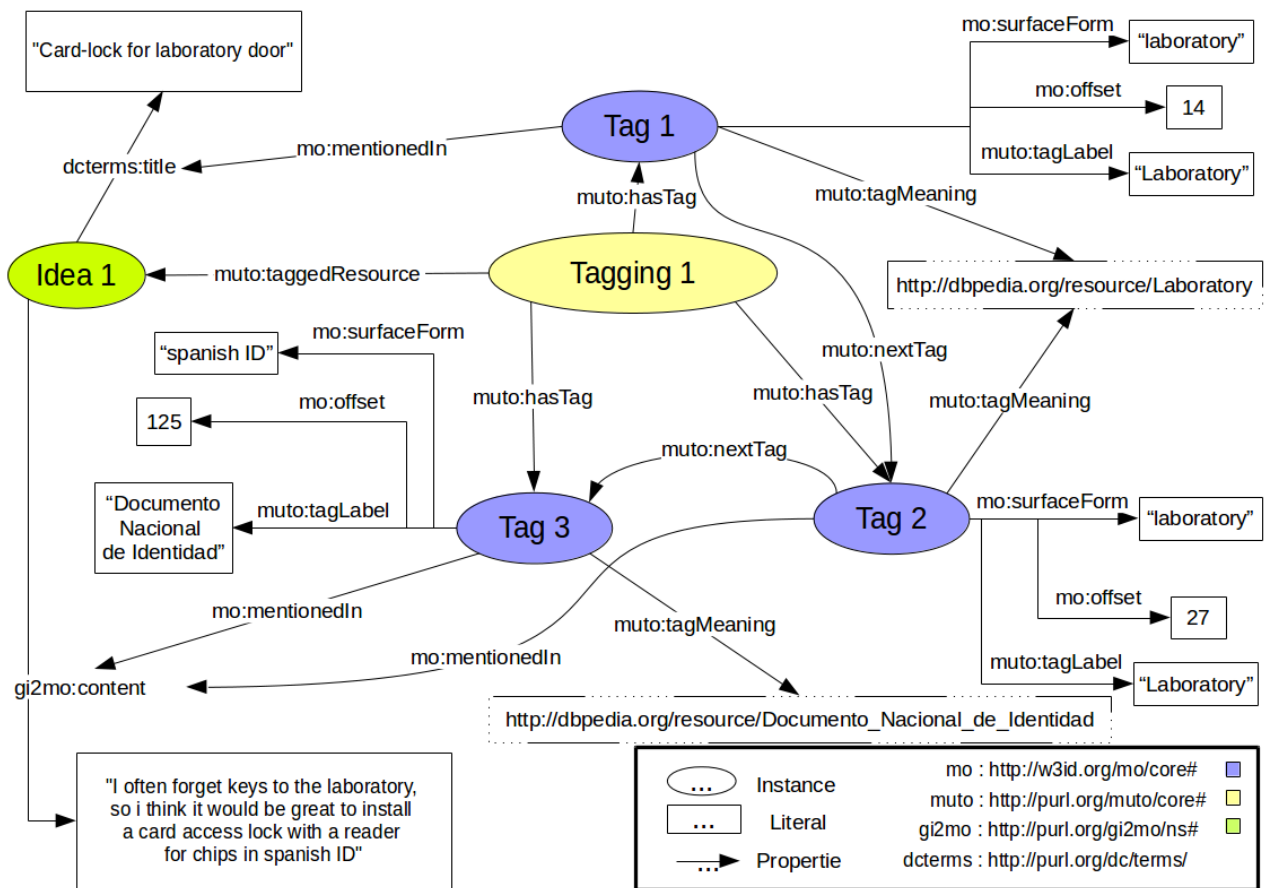 "Card-lock for laboratory door"
mo:surfaceForm
“laboratory”
mo:offset
14
Tag 1
mo:mentionedIn
dcterms:title
muto:tagLabel
“Laboratory”
muto:hasTag
muto:tagMeaning
Idea 1
muto:taggedResource
Tagging 1
http://dbpedia.org/resource/Laboratory
mo:surfaceForm
“spanish ID”
muto:nextTag
muto:hasTag
muto:hasTag
muto:tagMeaning
mo:offset
125
muto:nextTag
“Documento
Nacional
de Identidad”
muto:tagLabel
Tag 3
Tag 2
mo:surfaceForm
“laboratory”
mo:mentionedIn
muto:tagMeaning
mo:offset
27
mo:mentionedIn
gi2mo:content
muto:tagLabel
“Laboratory”
http://dbpedia.org/resource/Documento_Nacional_de_Identidad
"I often forget keys to the laboratory,
so i think it would be great to install
a card access lock with a reader
for chips in spanish ID"
... Instance
... Literal
... Propertie
mo : http://w3id.org/mo/core#
muto : http://purl.org/muto/core#
gi2mo : http://purl.org/gi2mo/ns#
dcterms : http://purl.org/dc/terms/